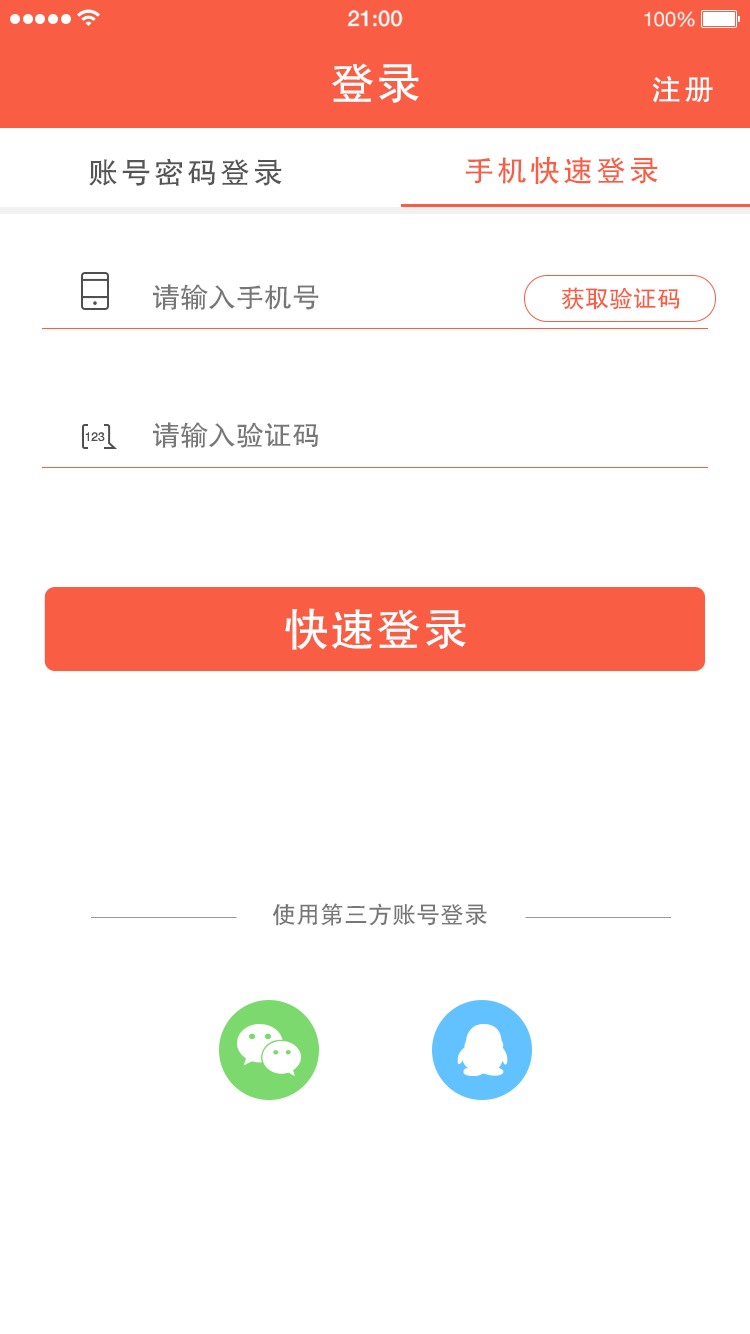 21:00
100%
登录
注册
账号密码登录
手机快速登录
请输入手机号
获取验证码
123
请输入验证码
快速登录
使用第三方账号登录